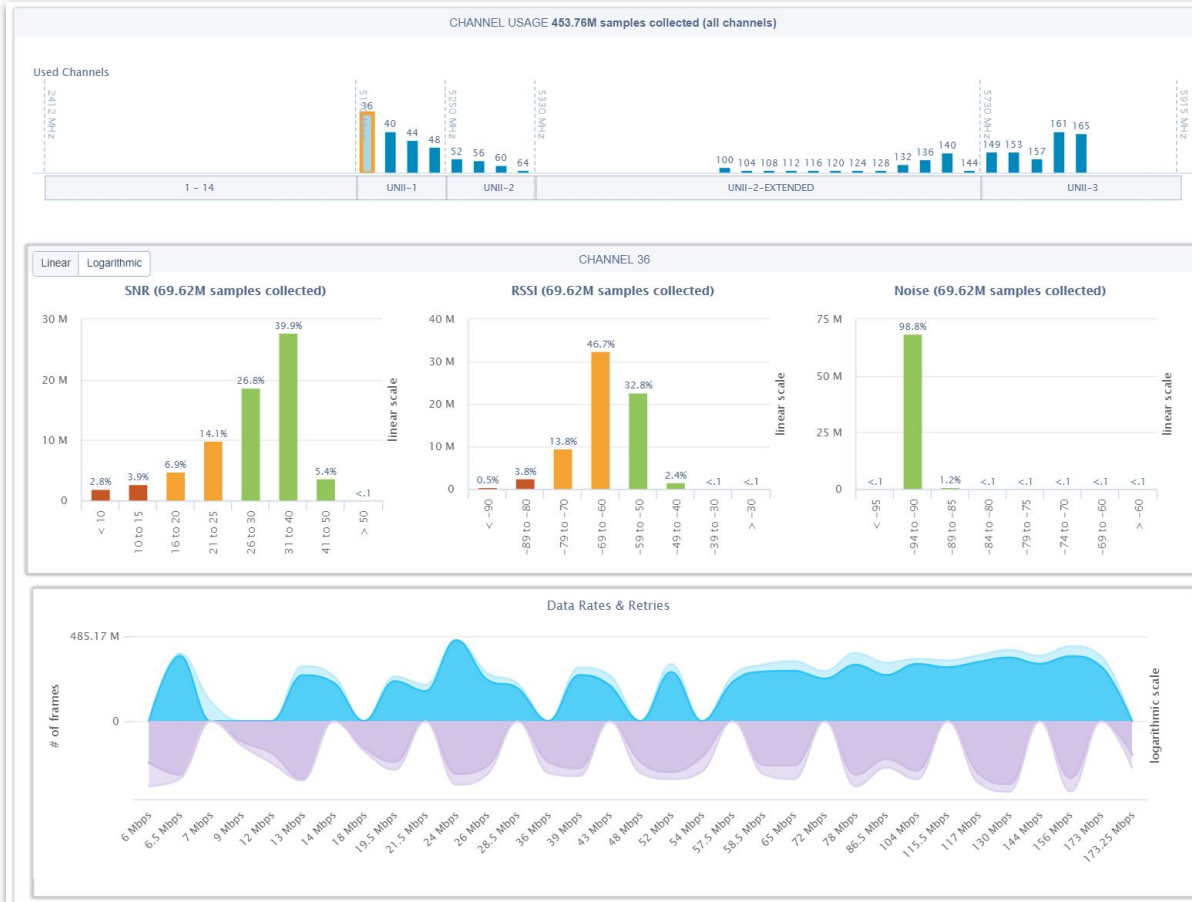 CHANNEL USAGE 453.76M samples collected (all channels)
Used Channels
2412 MHz
5250 MHz
5330 MHz
5730 MHz
5915 MHz
36 40 44 48 52 56 60 64 100 104 108 112 116 120 124 128 132 136 140 144 149 153 157 161 165
1 - 14 UNII-1 UNII-2 UNII-2-EXTENDED UNII-3
Linear Logarithmic CHANNEL 36
SNR (69.62M samples collected)
30 M
20 M
10 M
0
2.8% 3.9% 6.9% 14.1% 26.8% 39.9% 5.4% <.1
< 10 10 to 15 16 to 20 21 to 25 26 to 30 31 to 40 41 to 50 > 50
linear scale
RSSI (69.62M samples collected)
40 M
30 M
20 M
10 M
0
0.5% 3.8% 13.8% 46.7% 32.8% 2.4% <.1 <.1
< -90 -89 to -80 -79 to -70 -69 to -60 -59 to -50 -49 to -40 -39 to -30 > -30
linear scale
Noise (69.62M samples collected)
75 M
50 M
25 M
0
<.1 98.8% 1.2% <.1 <.1 <.1 <.1 <.1
< -95 -94 to -90 -89 to -85 -84 to -80 -79 to -75 -74 to -70 -69 to -60 > -60
linear scale
Data Rates & Retries
485.17 M
0
# of frames
logarithmic scale
6 Mbps 6.5 Mbps 7 Mbps 9 Mbps 12 Mbps 13 Mbps 14 Mbps 18 Mbps 19.5 Mbps 21.5 Mbps 24 Mbps 26 Mbps 28.5 Mbps 36 Mbps 39 Mbps 43 Mbps 48 Mbps 52 Mbps 54 Mbps 57.5 Mbps 58.5 Mbps 65 Mbps 72 Mbps 78 Mbps 86.5 Mbps 104 Mbps 115.5 Mbps 117 Mbps 130 Mbps 144 Mbps 156 Mbps 173 Mbps 173.25 Mbps